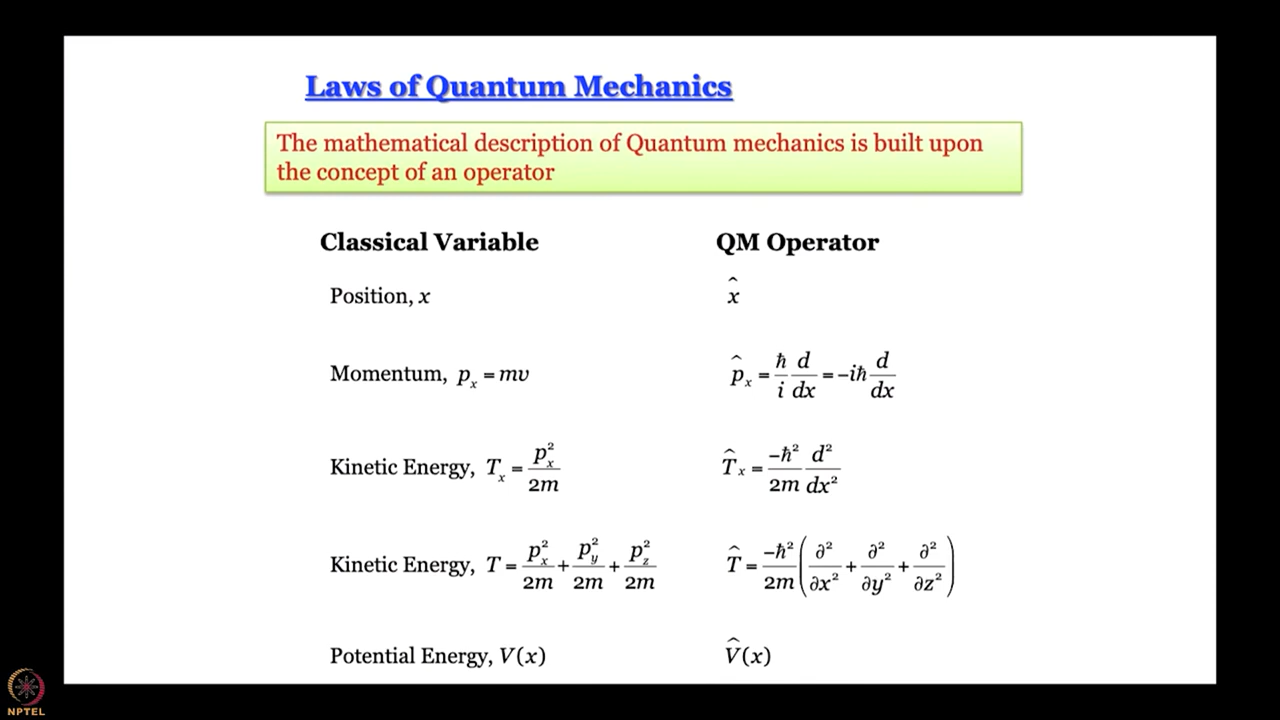 Laws of Quantum Mechanics
The mathematical description of Quantum mechanics is built upon
the concept of an operator
Classical Variable QM Operator
Position, x x̂
Momentum, pₓ = mv p̂ₓ = ħ/i d/dx = −iħ d/dx
Kinetic Energy, Tₓ = pₓ²/2m T̂ₓ = −ħ²/2m d²/dx²
Kinetic Energy, T = pₓ²/2m + p_y²/2m + p_z²/2m T̂ = −ħ²/2m (∂²/∂x² + ∂²/∂y² + ∂²/∂z²)
Potential Energy, V(x) V̂(x)
NPTEL